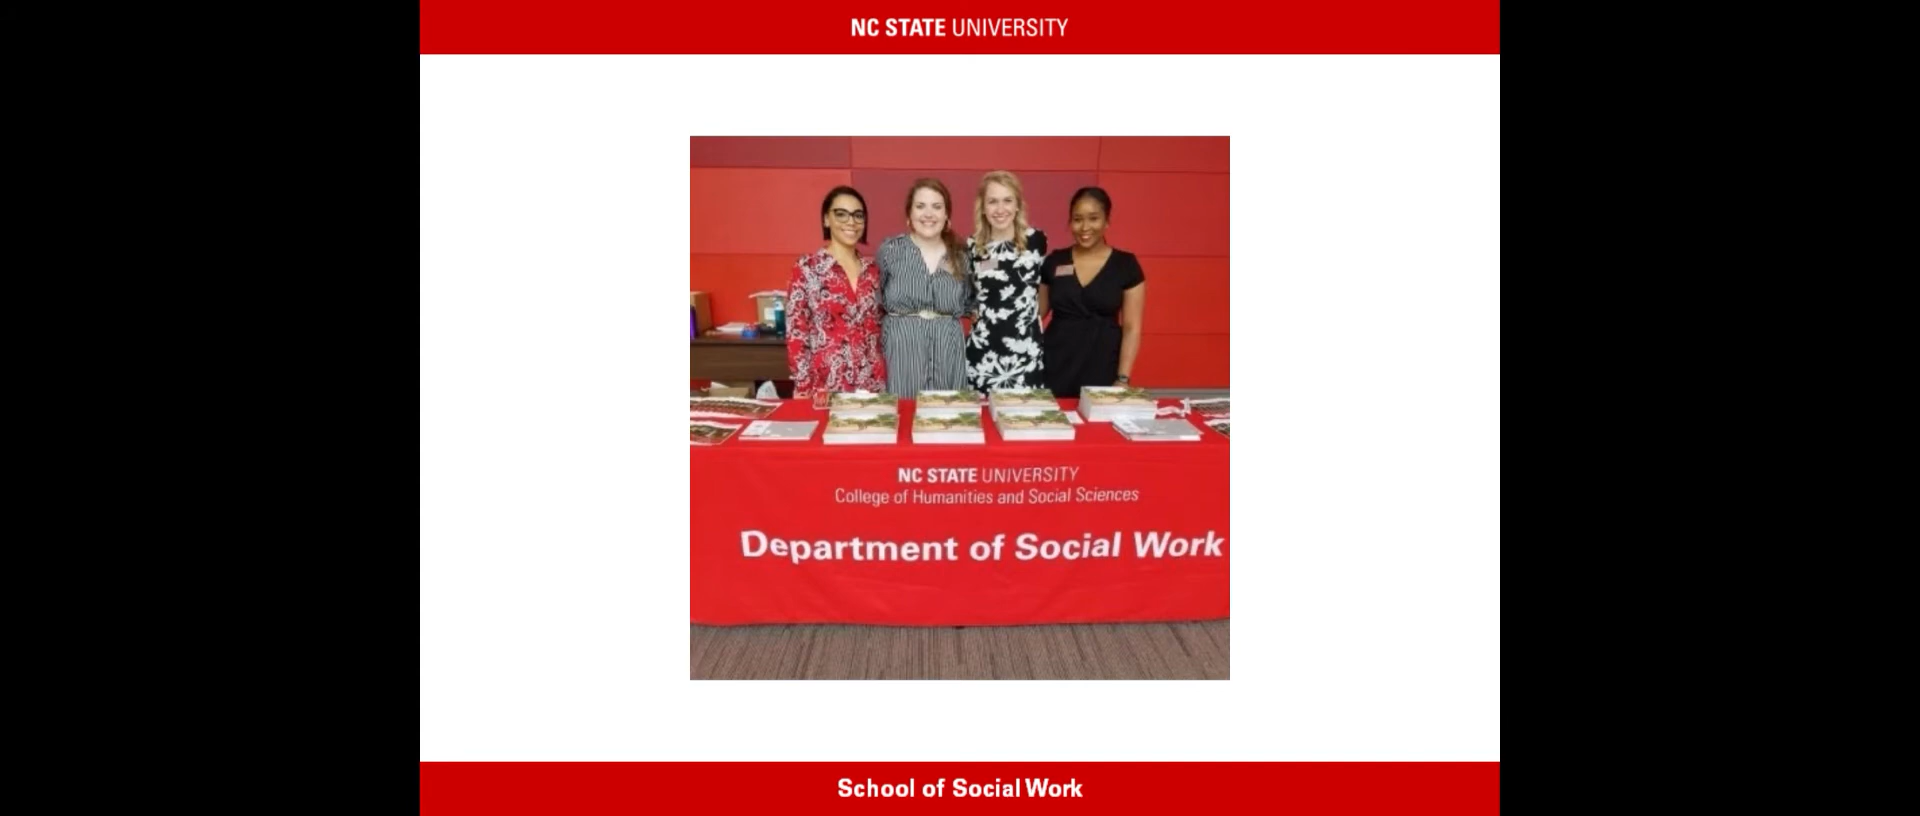 NC STATE UNIVERSITY
NC STATE UNIVERSITY
College of Humanities and Social Sciences
Department of Social Work
School of Social Work